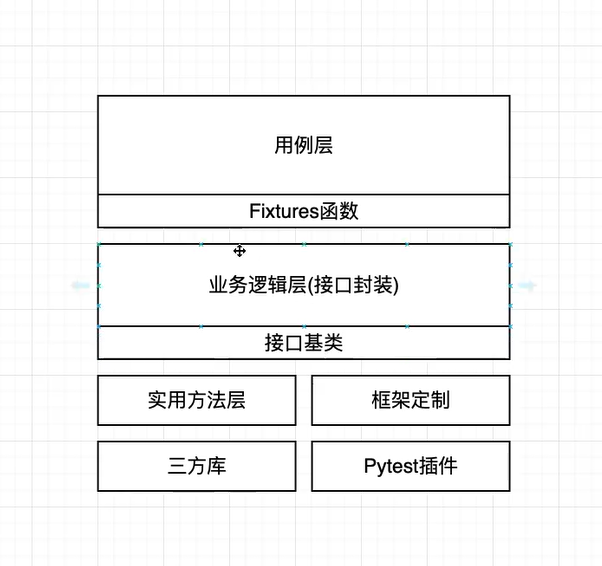 用例层
Fixtures函数
业务逻辑层(接口封装)
接口基类
实用方法层
框架定制
三方库
Pytest插件